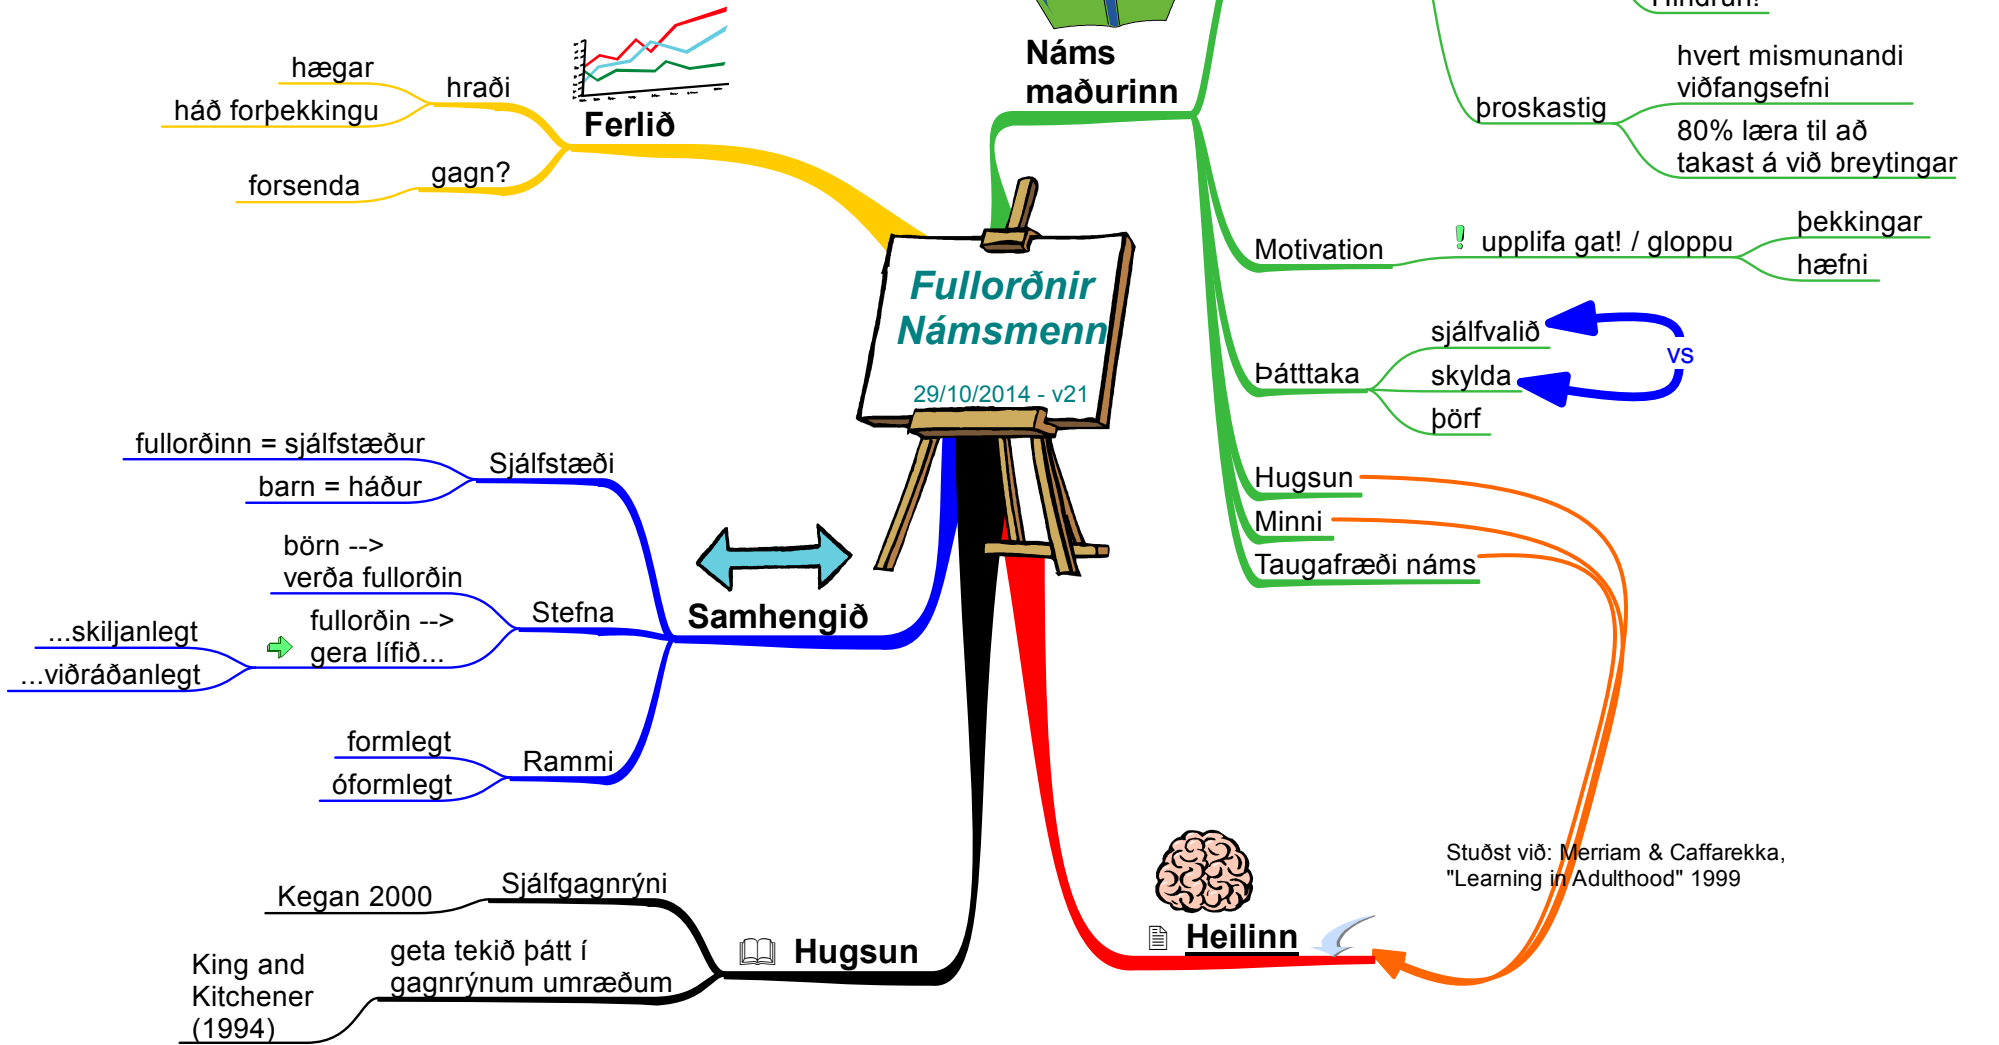 Fullorðnir
Námsmenn
29/10/2014 - v21
Ferlið
hraði
hægar
háð forþekkingu
gagn?
forsenda
Náms
maðurinn
þroskastig
hvert mismunandi
viðfangsefni
80% læra til að
takast á við breytingar
Motivation
upplifa gat! / gloppu
þekkingar
hæfni
Þátttaka
sjálfvalið
skylda
þörf
vs
Hugsun
Minni
Taugafræði náms
Samhengið
Sjálfstæði
fullorðinn = sjálfstæður
barn = háður
Stefna
börn -->
verða fullorðin
fullorðin -->
gera lífið...
...skiljanlegt
...viðráðanlegt
Rammi
formlegt
óformlegt
Hugsun
Sjálfgagnrýni
Kegan 2000
geta tekið þátt í
gagnrýnum umræðum
King and
Kitchener
(1994)
Heilinn
Stuðst við: Merriam & Caffarekka,
"Learning in Adulthood" 1999